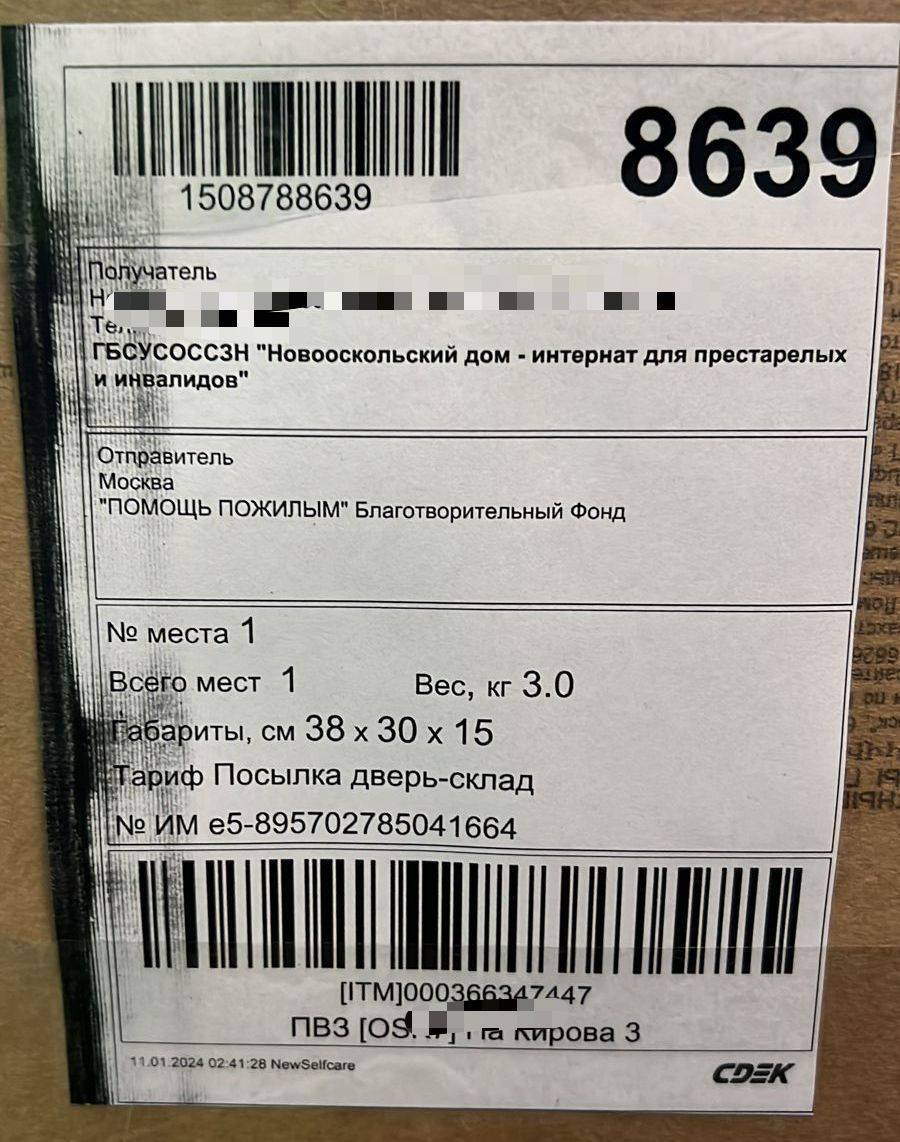 1508788639
8639
Получатель
ГБСУСОССЗН "Новооскольский дом - интернат для престарелых
и инвалидов"
Отправитель
Москва
"ПОМОЩЬ ПОЖИЛЫМ" Благотворительный Фонд
№ места 1
Всего мест 1 Вес, кг 3.0
Габариты, см 38 x 30 x 15
Тариф Посылка дверь-склад
№ ИМ e5-895702785041664
[ITM]000366347447
ПВЗ На Кирова 3
11.01.2024 02:41:28 NewSelfcare
CDEK